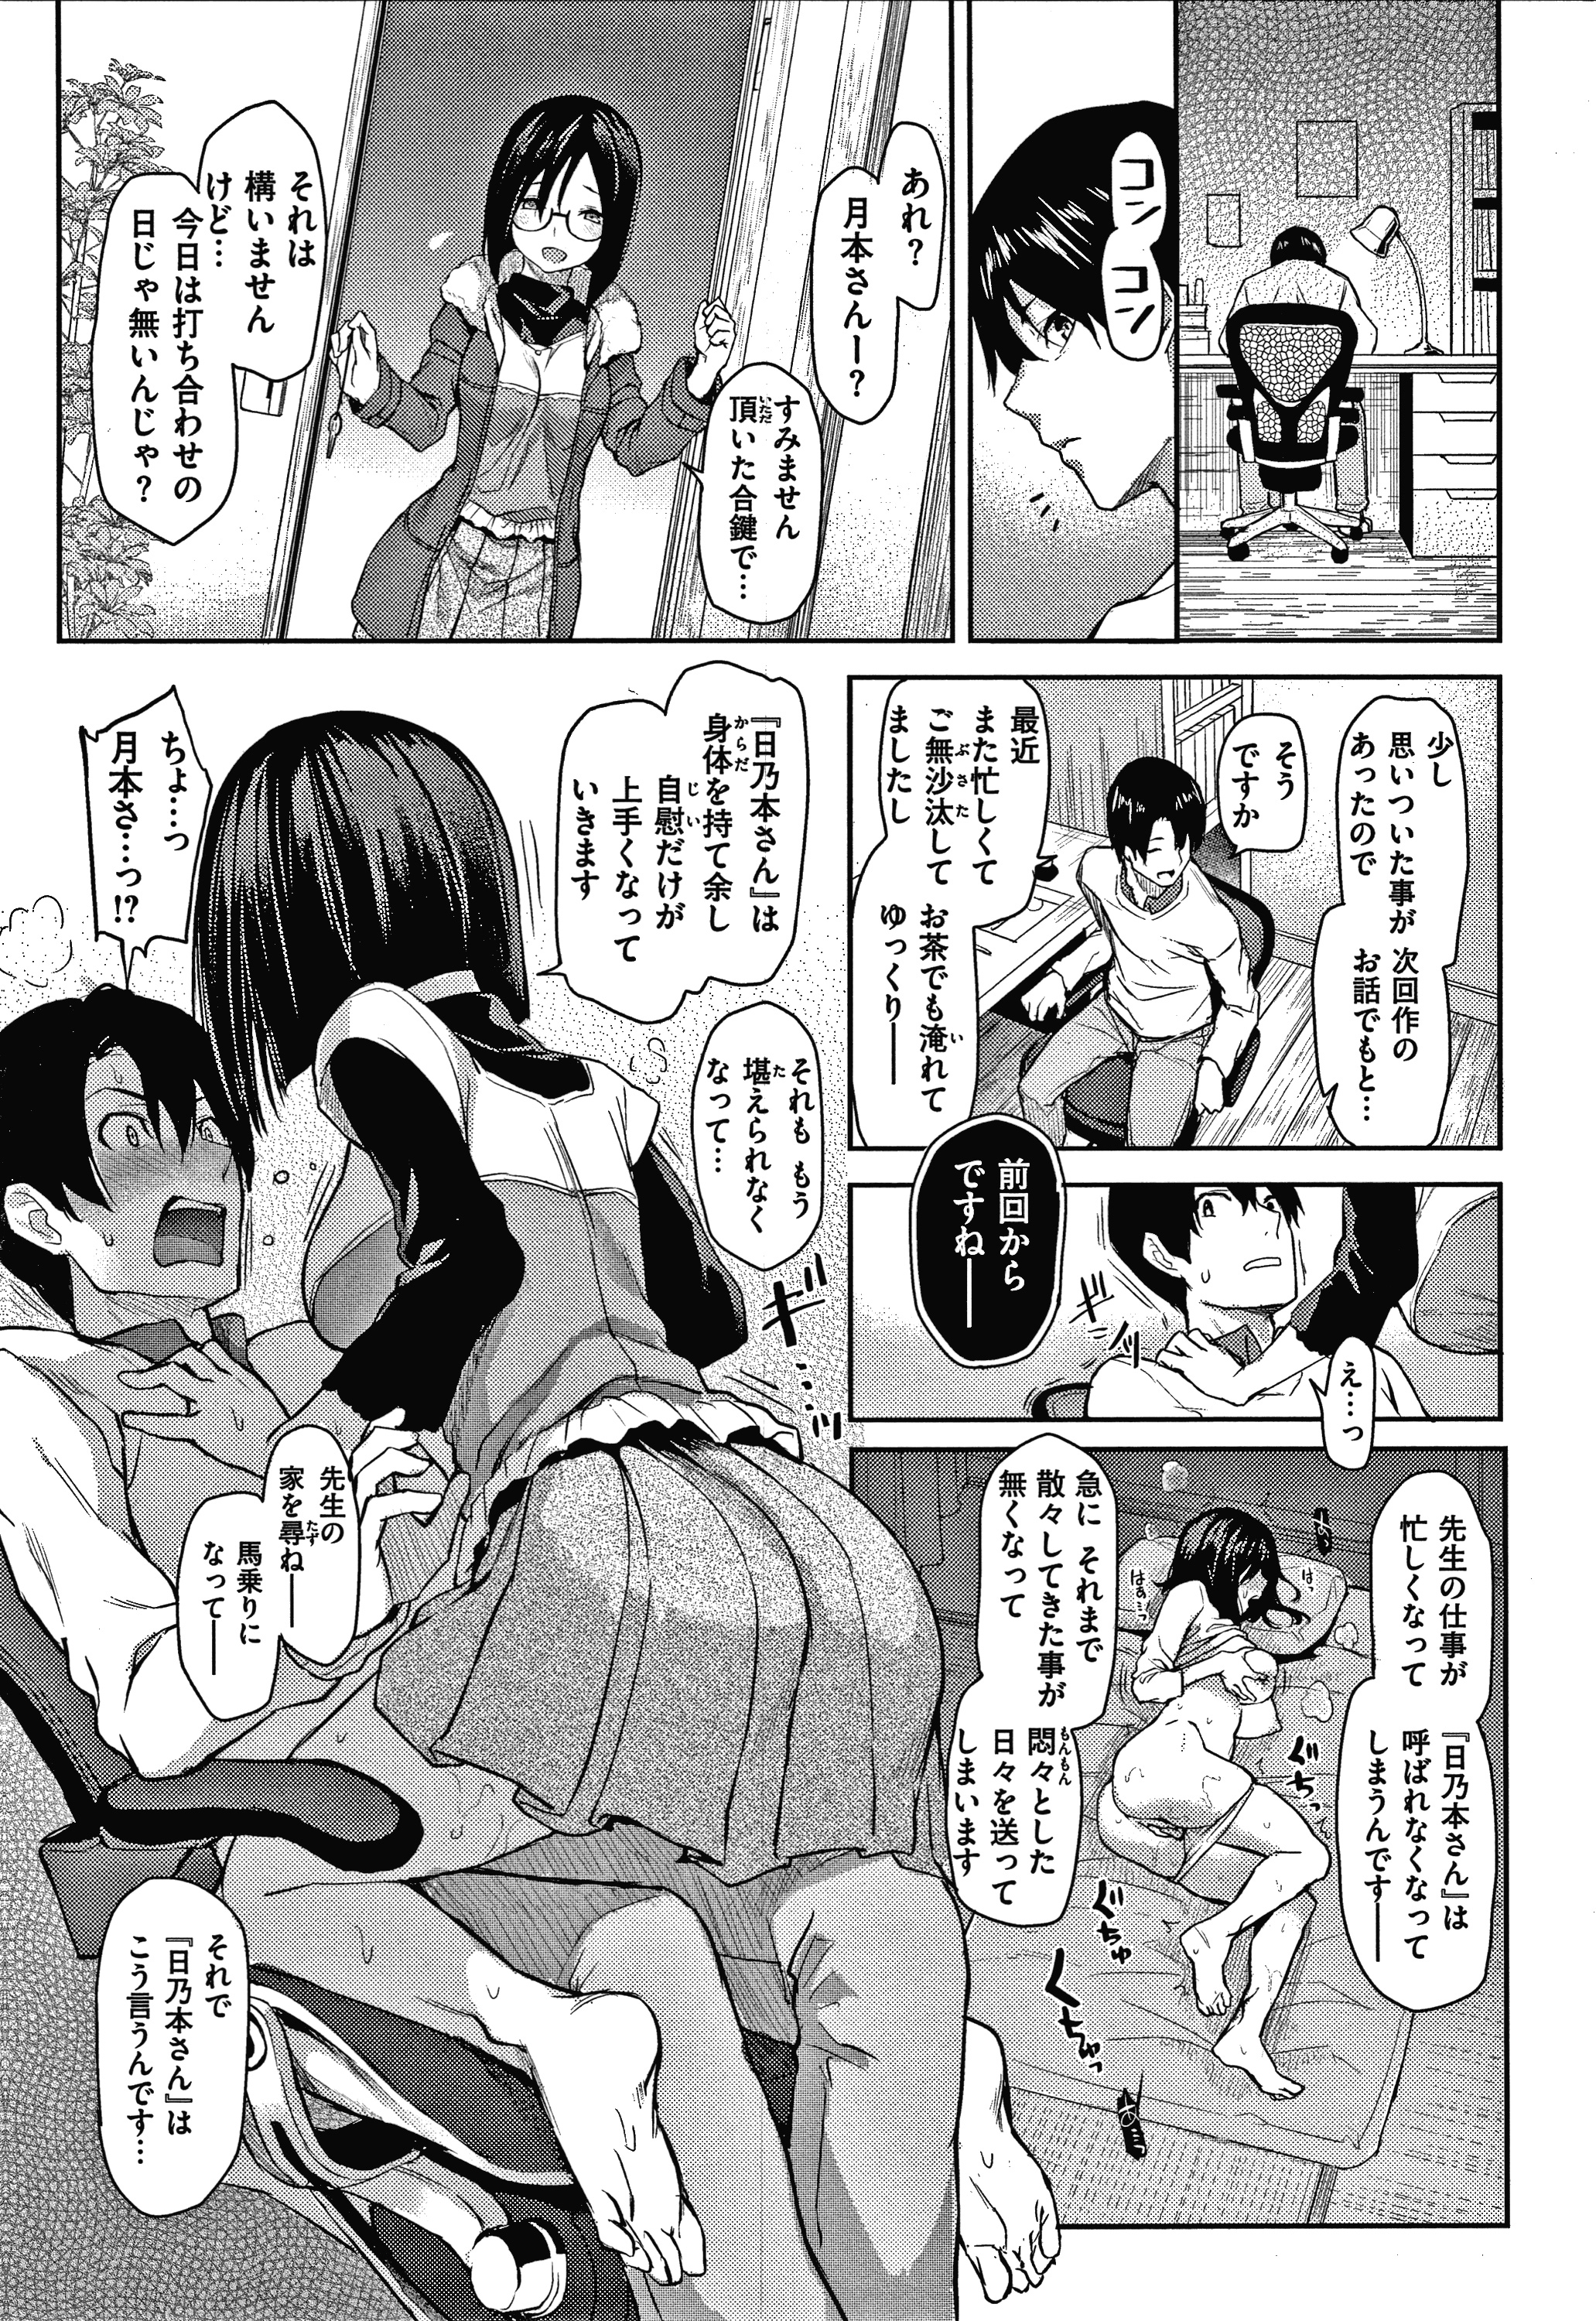 コンコン
あれ?
月本さんー?
すみません
頂いた合鍵で…
それは
構いません
けど…
今日は打ち合わせの
日じゃ無いんじゃ?
少し
思いついた事が
あったので
次回作の
お話でもと…
そう
ですか
最近
また忙しくて
ご無沙汰して
ましたし
お茶でも淹れて
ゆっくり――
前回から
ですね――
ギシッ
え…っ
先生の仕事が
忙しくなって
『日乃本さん』は
呼ばれなくなって
しまうんです――
急に それまで
散々してきた事が
無くなって
悶々とした
日々を送って
しまいます
はっ
はぁ…っ
ぐちっ
ぐちゅ
くちゅっ
あ…っ
『日乃本さん』は
身体を持て余し
自慰だけが
上手くなって
いきます
それも もう
堪えられなく
なって…
ギ…ッ
ちょ…っ
月本さ…っ!?
先生の
家を尋ね――
馬乗りに
なって――
それで
『日乃本さん』は
こう言うんです…